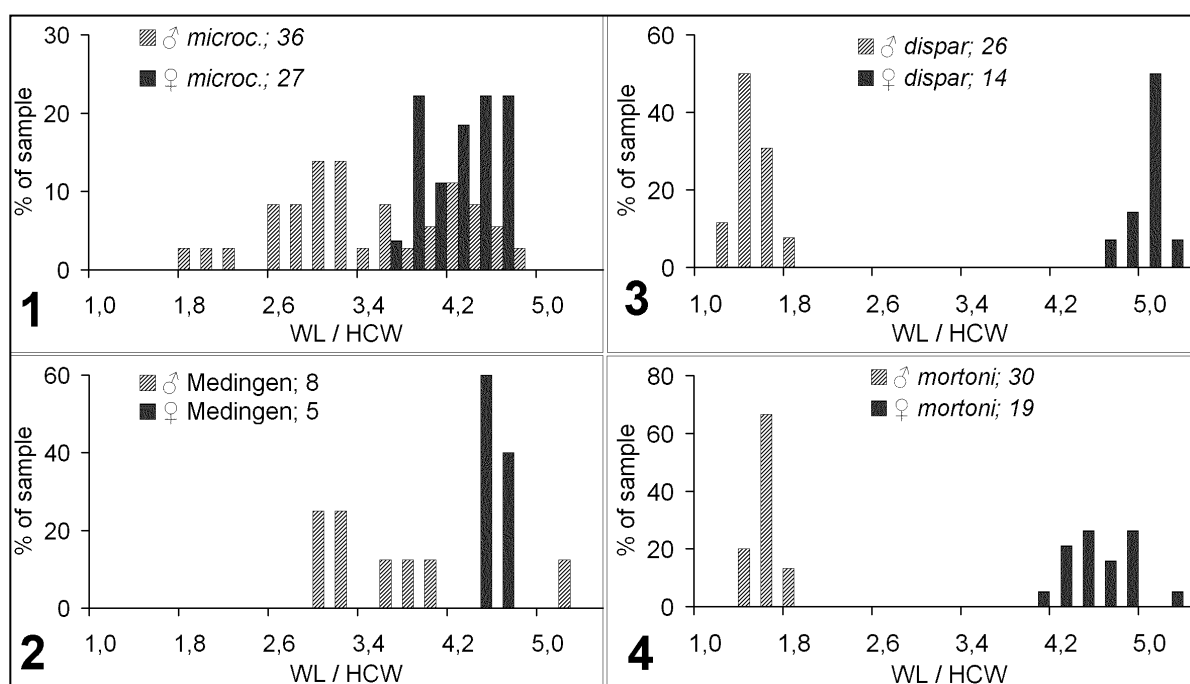 30
20
10
0
% of sample
♂ microc.; 36
♀ microc.; 27
1,0 1,8 2,6 3,4 4,2 5,0
WL / HCW
1
60
40
20
0
% of sample
♂ dispar; 26
♀ dispar; 14
1,0 1,8 2,6 3,4 4,2 5,0
WL / HCW
3
60
40
20
0
% of sample
♂ Medingen; 8
♀ Medingen; 5
1,0 1,8 2,6 3,4 4,2 5,0
WL / HCW
2
80
60
40
20
0
% of sample
♂ mortoni; 30
♀ mortoni; 19
1,0 1,8 2,6 3,4 4,2 5,0
WL / HCW
4